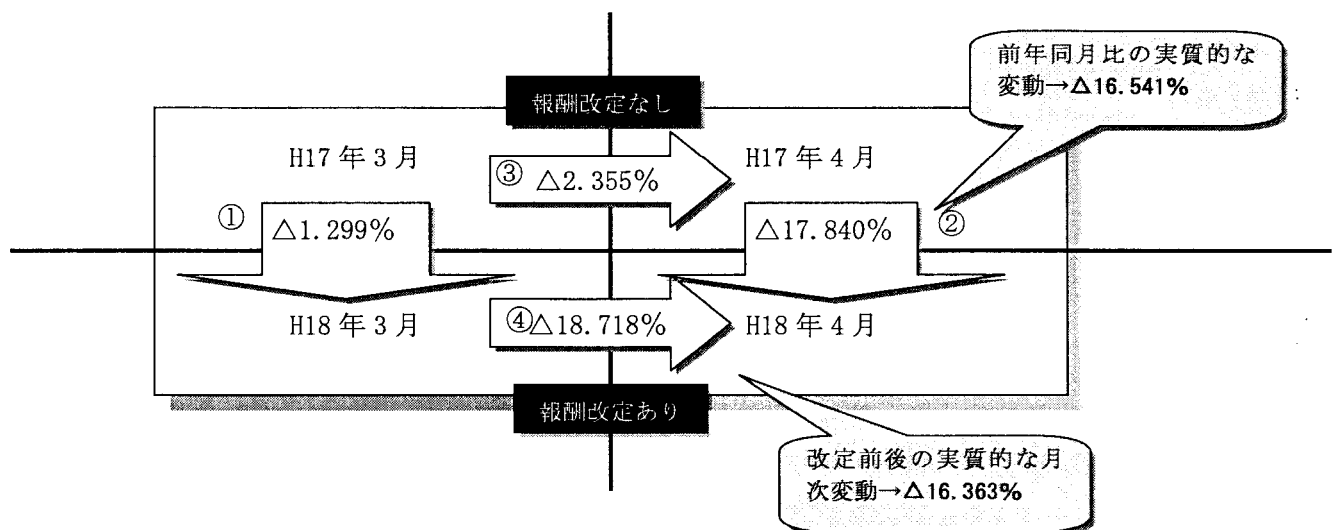 前年同月比の実質的な
変動→△16.541%
報酬改定なし
H17年3月
H17年4月
③ △2.355%
① △1.299%
△17.840% ②
H18年3月
④△18.718%
H18年4月
報酬改定あり
改定前後の実質的な月
次変動→△16.363%